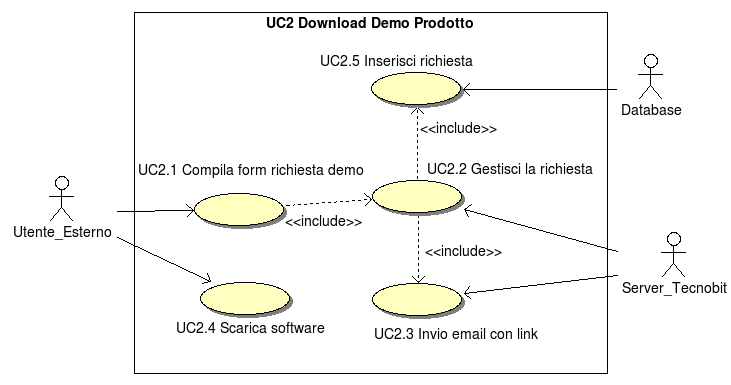 UC2 Download Demo Prodotto
UC2.5 Inserisci richiesta
Database
<<include>>
UC2.1 Compila form richiesta demo
UC2.2 Gestisci la richiesta
<<include>>
Utente_Esterno
<<include>>
Server_Tecnobit
UC2.4 Scarica software
UC2.3 Invio email con link